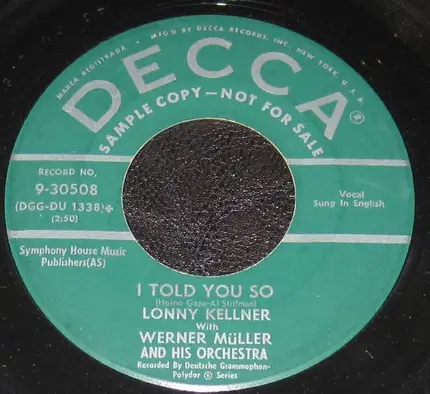 MARCA REGISTRADA • MF'D BY DECCA RECORDS, INC., NEW YORK, U.S.A.
DECCA®
SAMPLE COPY—NOT FOR SALE
RECORD NO.
9-30508
(DGG-DU 1338)✣
(2:50)
Vocal
Sung In English
Symphony House Music
Publishers(AS)
I TOLD YOU SO
(Heino Gaze-Al Stillman)
LONNY KELLNER
With
WERNER MüLLER
AND HIS ORCHESTRA
Recorded By Deutsche Grammophon-
Polydor ® Series